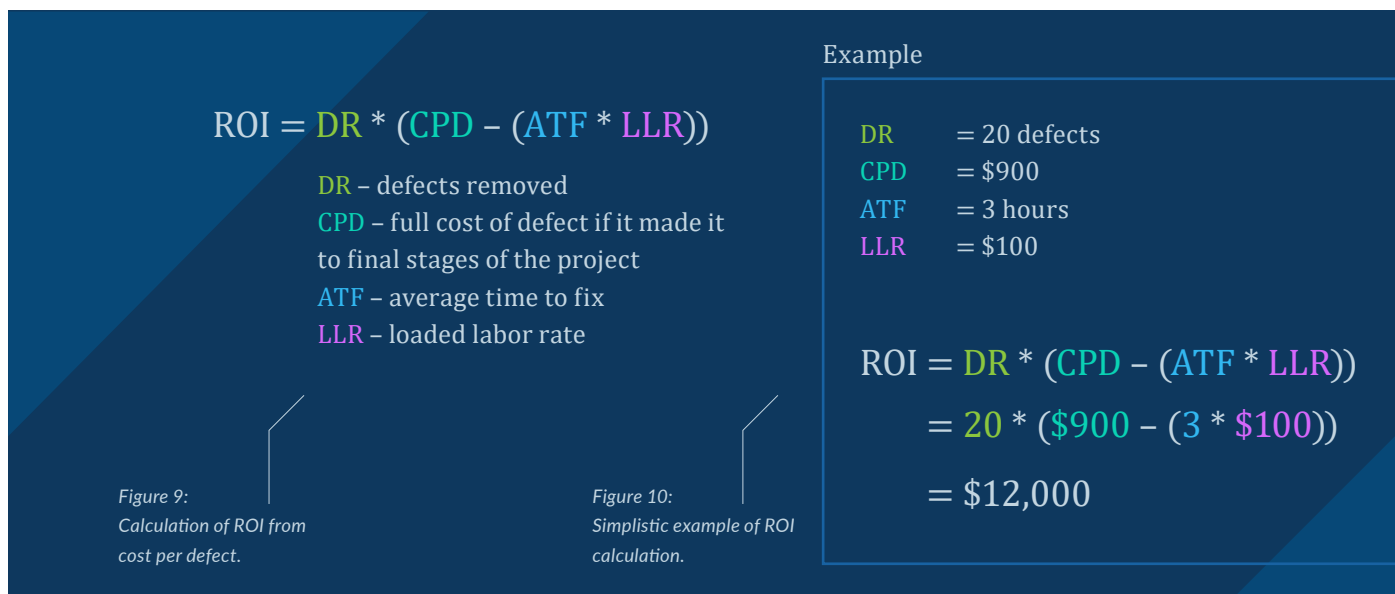 ROI = DR * (CPD – (ATF * LLR))
DR – defects removed
CPD – full cost of defect if it made it
to final stages of the project
ATF – average time to fix
LLR – loaded labor rate
Figure 9:
Calculation of ROI from
cost per defect.
Example
DR = 20 defects
CPD = $900
ATF = 3 hours
LLR = $100
ROI = DR * (CPD – (ATF * LLR))
= 20 * ($900 – (3 * $100))
= $12,000
Figure 10:
Simplistic example of ROI
calculation.